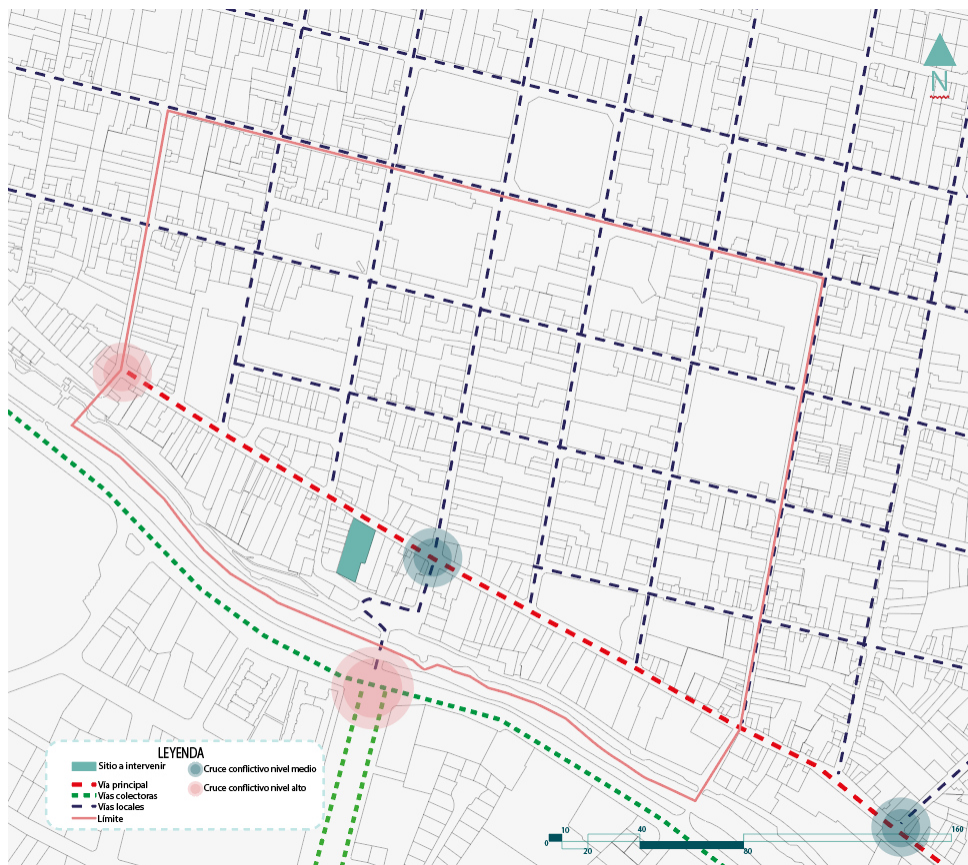 N
LEYENDA
Sitio a intervenir
Vía principal
Vías colectoras
Vías locales
Límite
Cruce conflictivo nivel medio
Cruce conflictivo nivel alto
0 10 20 40 80 160